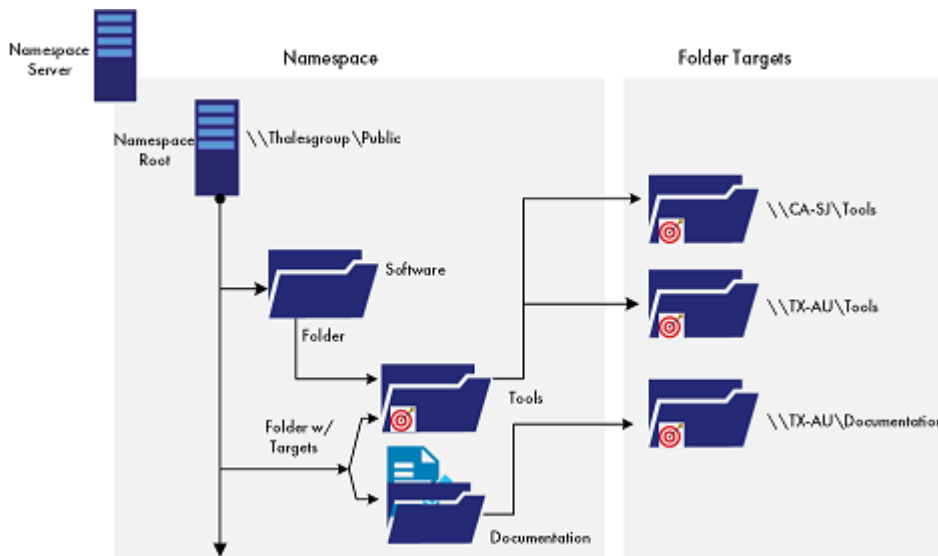 Namespace
Server
Namespace
Folder Targets
Namespace
Root
\\Thalesgroup\Public
\\CA-SJ\Tools
Software
\\TX-AU\Tools
Folder
Tools
\\TX-AU\Documentation
Folder w/
Targets
Documentation